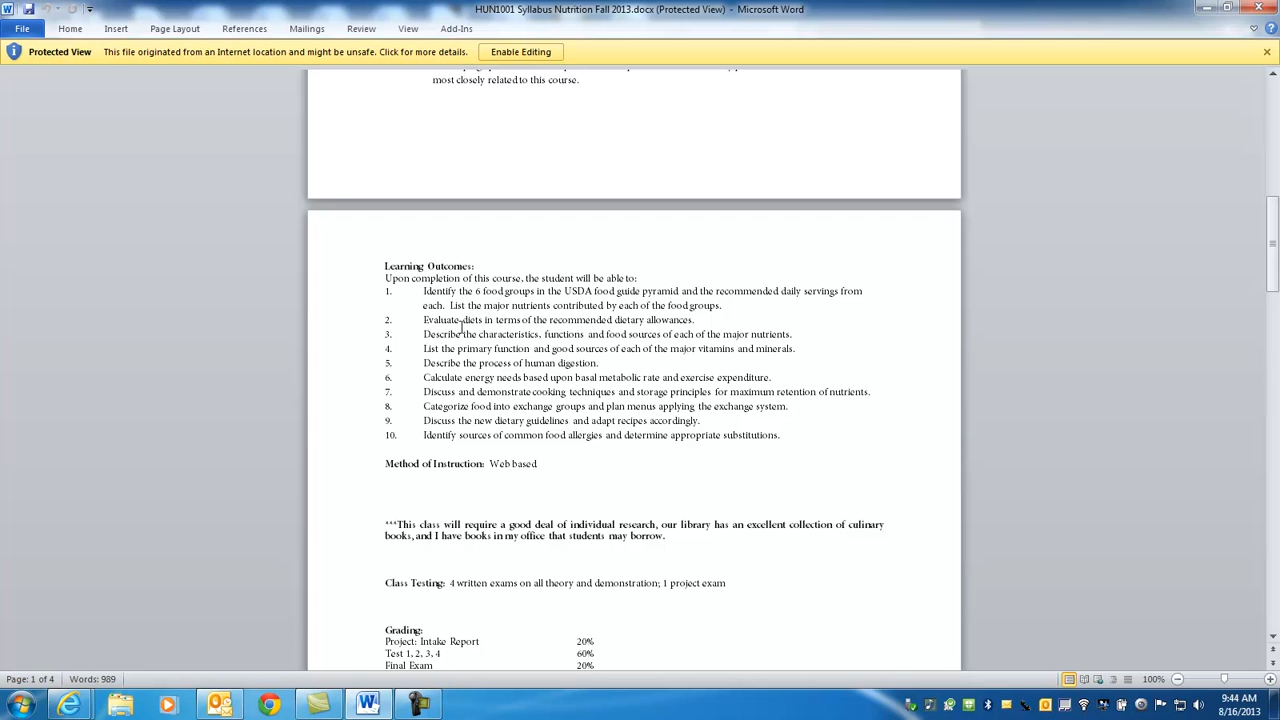 HUN1001 Syllabus Nutrition Fall 2013.docx (Protected View) - Microsoft Word
File Home Insert Page Layout References Mailings Review View Add-Ins
Protected View This file originated from an Internet location and might be unsafe. Click for more details. Enable Editing
most closely related to this course.
Learning Outcomes:
Upon completion of this course, the student will be able to:
1. Identify the 6 food groups in the USDA food guide pyramid and the recommended daily servings from
each. List the major nutrients contributed by each of the food groups.
2. Evaluate diets in terms of the recommended dietary allowances.
3. Describe the characteristics, functions and food sources of each of the major nutrients.
4. List the primary function and good sources of each of the major vitamins and minerals.
5. Describe the process of human digestion.
6. Calculate energy needs based upon basal metabolic rate and exercise expenditure.
7. Discuss and demonstrate cooking techniques and storage principles for maximum retention of nutrients.
8. Categorize food into exchange groups and plan menus applying the exchange system.
9. Discuss the new dietary guidelines and adapt recipes accordingly.
10. Identify sources of common food allergies and determine appropriate substitutions.
Method of Instruction: Web based
***This class will require a good deal of individual research, our library has an excellent collection of culinary
books, and I have books in my office that students may borrow.
Class Testing: 4 written exams on all theory and demonstration; 1 project exam
Grading:
Project: Intake Report 20%
Test 1, 2, 3, 4 60%
Final Exam 20%
Page: 1 of 4 Words: 989 100%
9:44 AM
8/16/2013